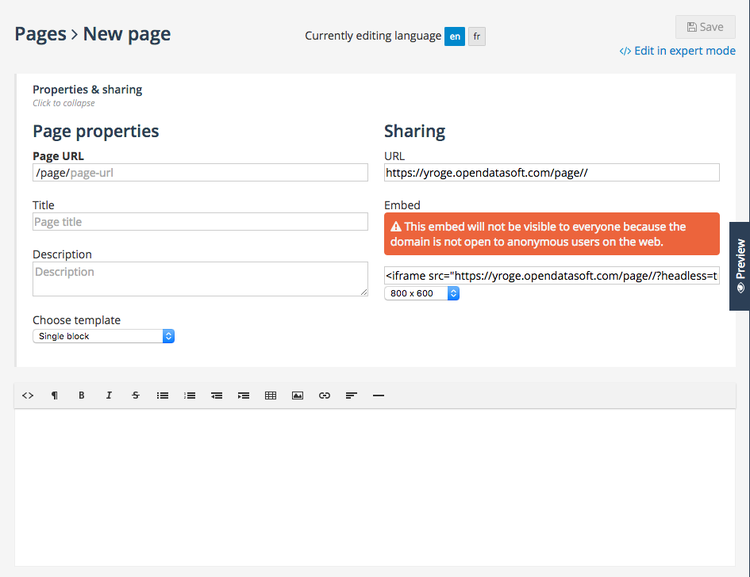 Pages > New page
Currently editing language en fr
Save
</> Edit in expert mode
Properties & sharing
Click to collapse
Page properties
Page URL
/page/page-url
Title
Page title
Description
Description
Choose template
Single block
Sharing
URL
https://yroge.opendatasoft.com/page//
Embed
This embed will not be visible to everyone because the
domain is not open to anonymous users on the web.
<iframe src="https://yroge.opendatasoft.com/page//?headless=t
800 x 600
Preview
<> ¶ B I S